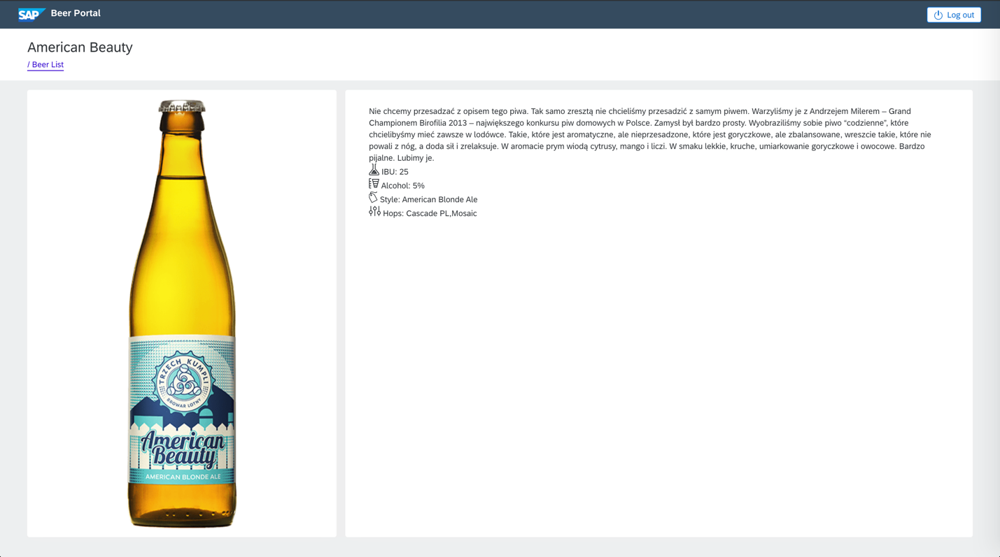 SAP Beer Portal
Log out
American Beauty
/ Beer List
TRZECH KUMPLI
BROWAR LOTNY
American
Beauty
AMERICAN BLONDE ALE
Nie chcemy przesadzać z opisem tego piwa. Tak samo zresztą nie chcieliśmy przesadzić z samym piwem. Warzyliśmy je z Andrzejem Milerem – Grand
Championem Birofilia 2013 – największego konkursu piw domowych w Polsce. Zamysł był bardzo prosty. Wyobraziliśmy sobie piwo “codzienne”, które
chcielibyśmy mieć zawsze w lodówce. Takie, które jest aromatyczne, ale nieprzesadzone, które jest goryczkowe, ale zbalansowane, wreszcie takie, które nie
powali z nóg, a doda sił i zrelaksuje. W aromacie prym wiodą cytrusy, mango i liczi. W smaku lekkie, kruche, umiarkowanie goryczkowe i owocowe. Bardzo
pijalne. Lubimy je.
IBU: 25
Alcohol: 5%
Style: American Blonde Ale
Hops: Cascade PL,Mosaic